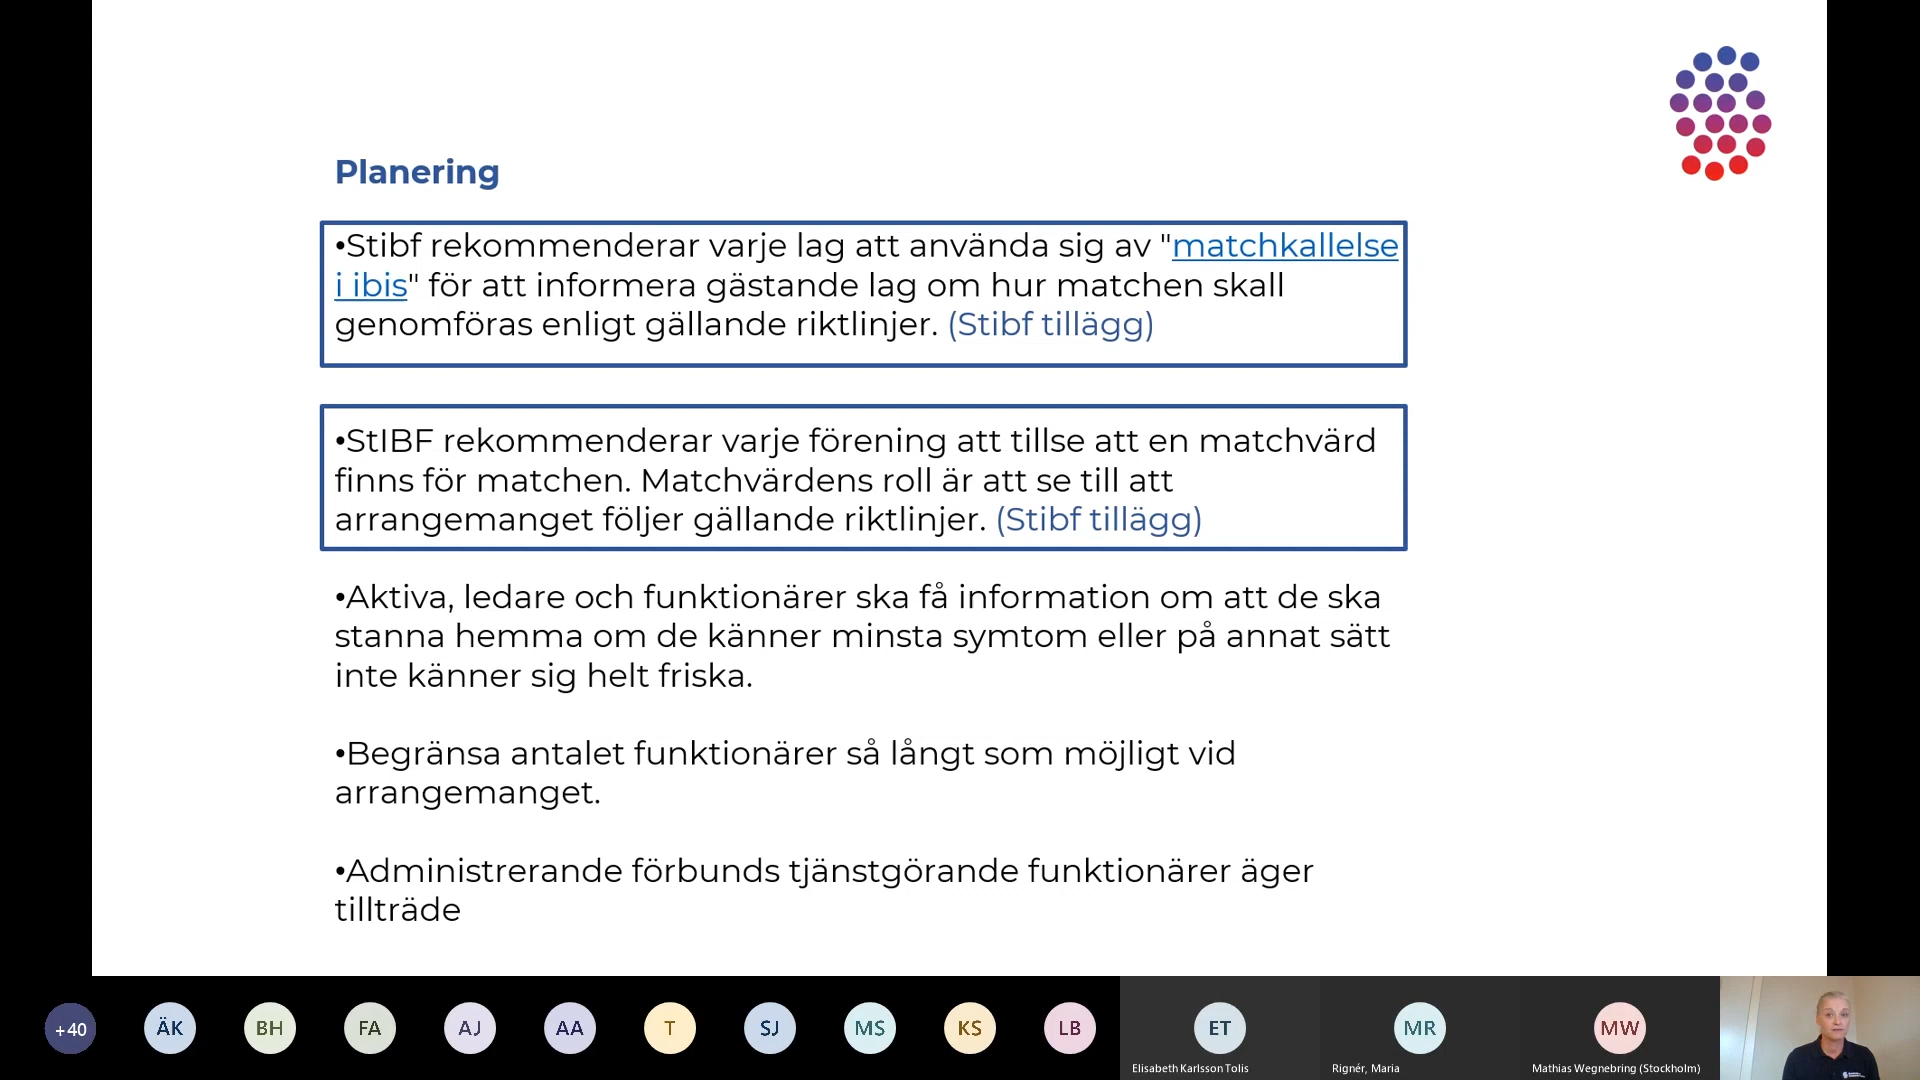 Planering
•Stibf rekommenderar varje lag att använda sig av "matchkallelse
i ibis" för att informera gästande lag om hur matchen skall
genomföras enligt gällande riktlinjer. (Stibf tillägg)
•StIBF rekommenderar varje förening att tillse att en matchvärd
finns för matchen. Matchvärdens roll är att se till att
arrangemanget följer gällande riktlinjer. (Stibf tillägg)
•Aktiva, ledare och funktionärer ska få information om att de ska
stanna hemma om de känner minsta symtom eller på annat sätt
inte känner sig helt friska.
•Begränsa antalet funktionärer så långt som möjligt vid
arrangemanget.
•Administrerande förbunds tjänstgörande funktionärer äger
tillträde
+40 ÄK BH FA AJ AA T SJ MS KS LB ET MR MW
Elisabeth Karlsson Tolis Rignér, Maria Mathias Wegnebring (Stockholm)